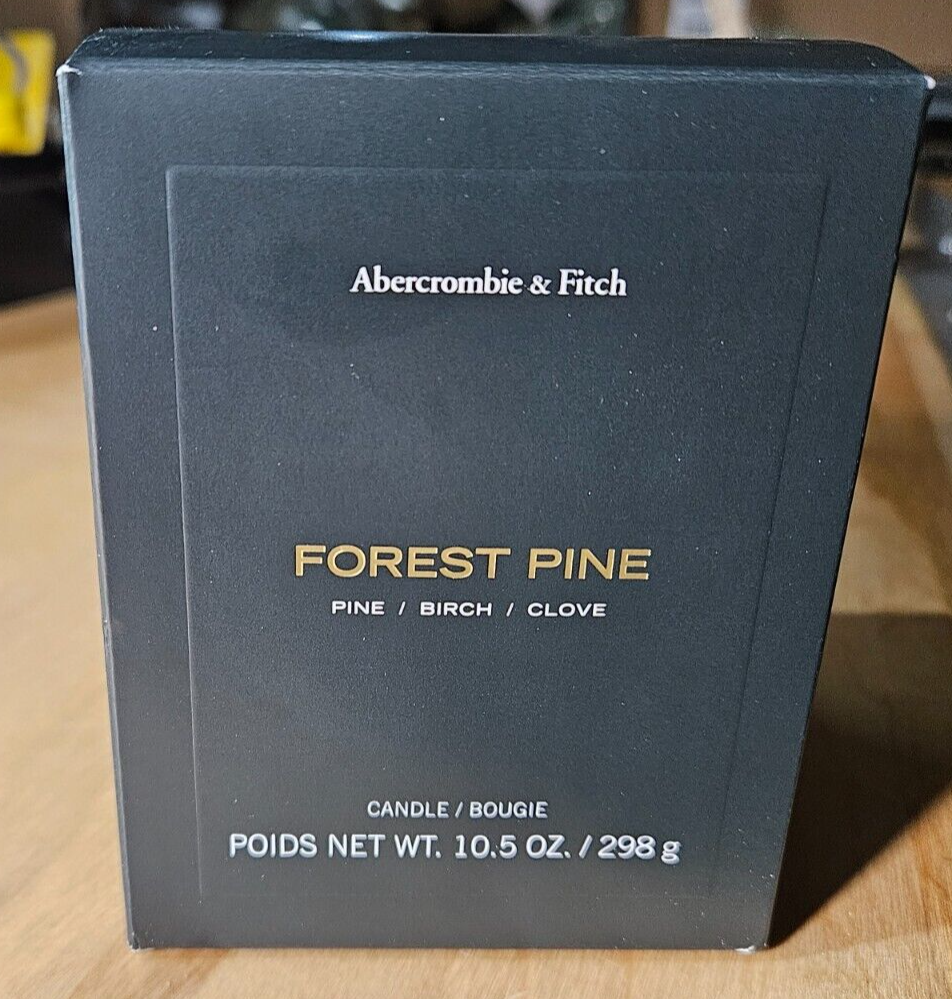 Abercrombie & Fitch
FOREST PINE
PINE / BIRCH / CLOVE
CANDLE / BOUGIE
POIDS NET WT. 10.5 OZ. / 298 g